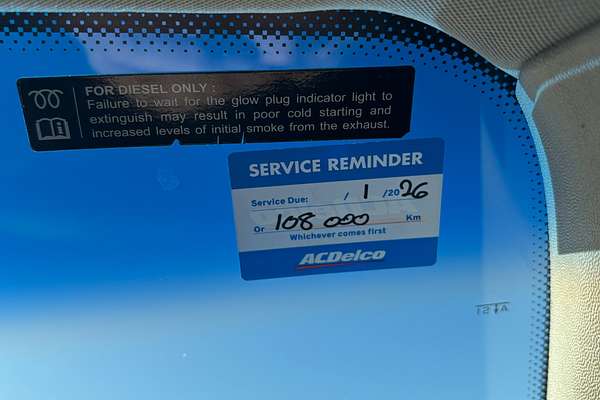 FOR DIESEL ONLY :
Failure to wait for the glow plug indicator light to
extinguish may result in poor cold starting and
increased levels of initial smoke from the exhaust.
SERVICE REMINDER
Service Due: / 1 /2026
Or 108 000 Km
Whichever comes first
ACDelco